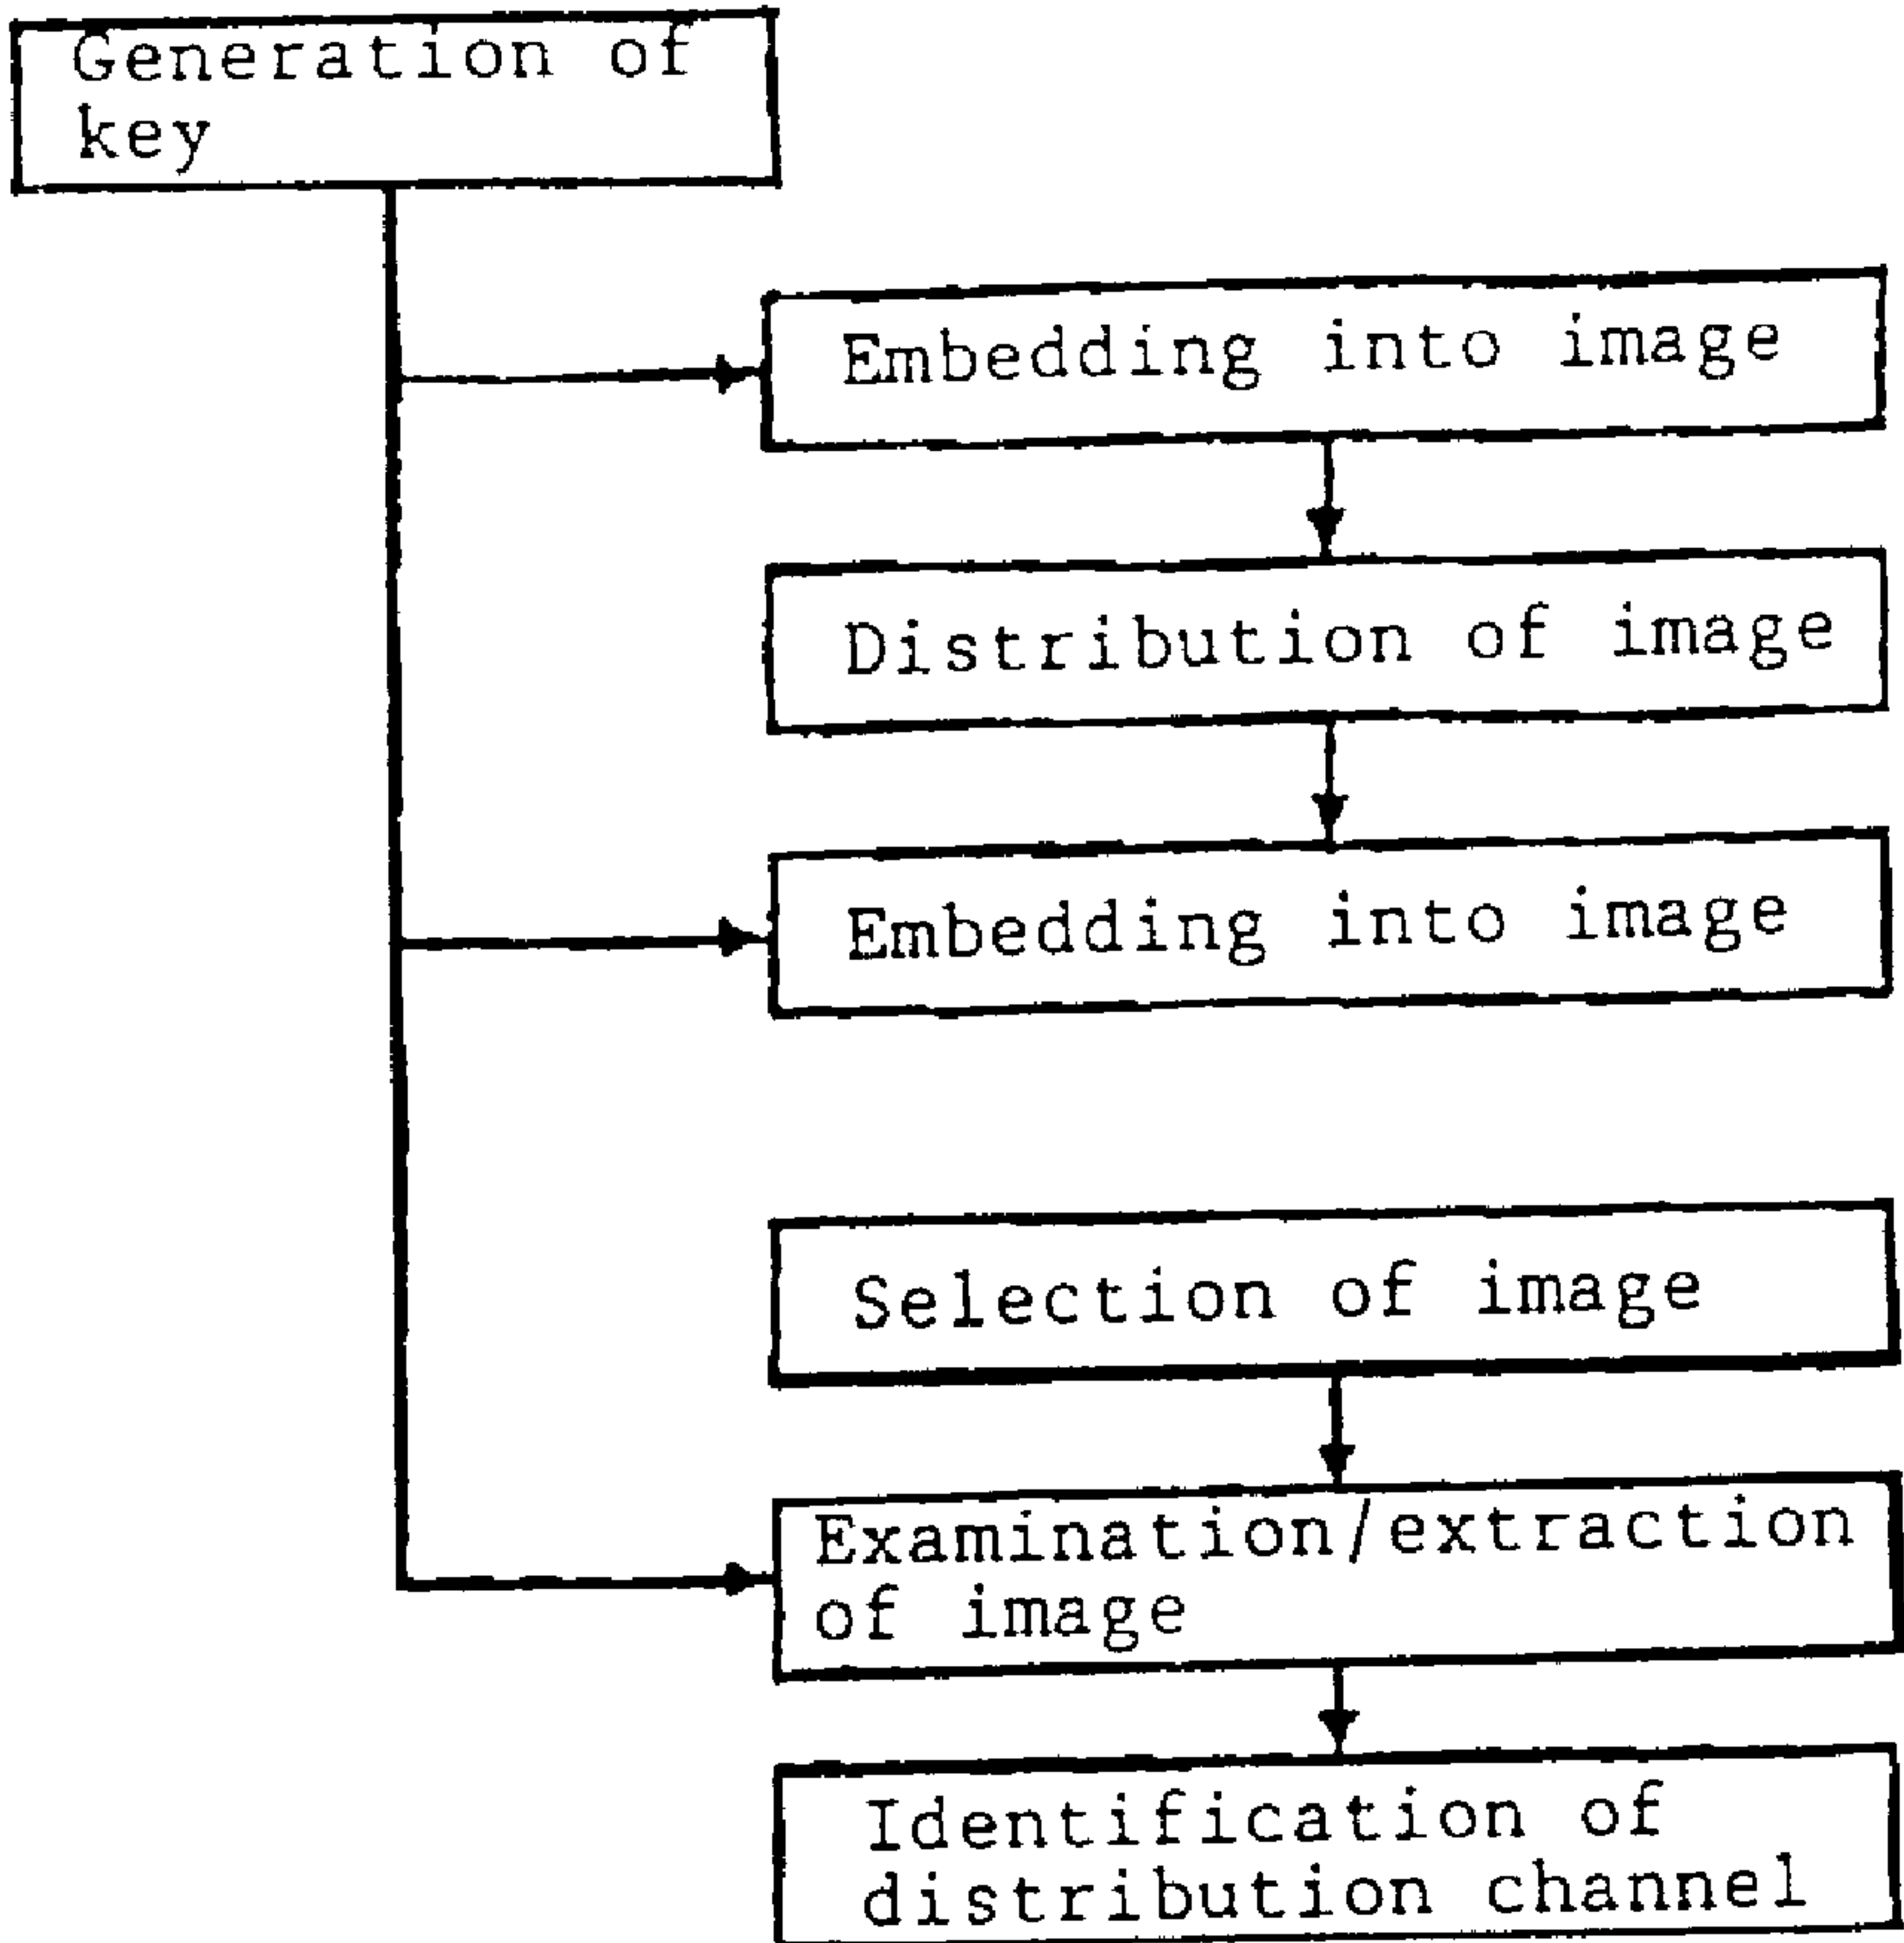 Generation of
key
Embedding into image
Distribution of image
Embedding into image
Selection of image
Examination/extraction
of image
Identification of
distribution channel